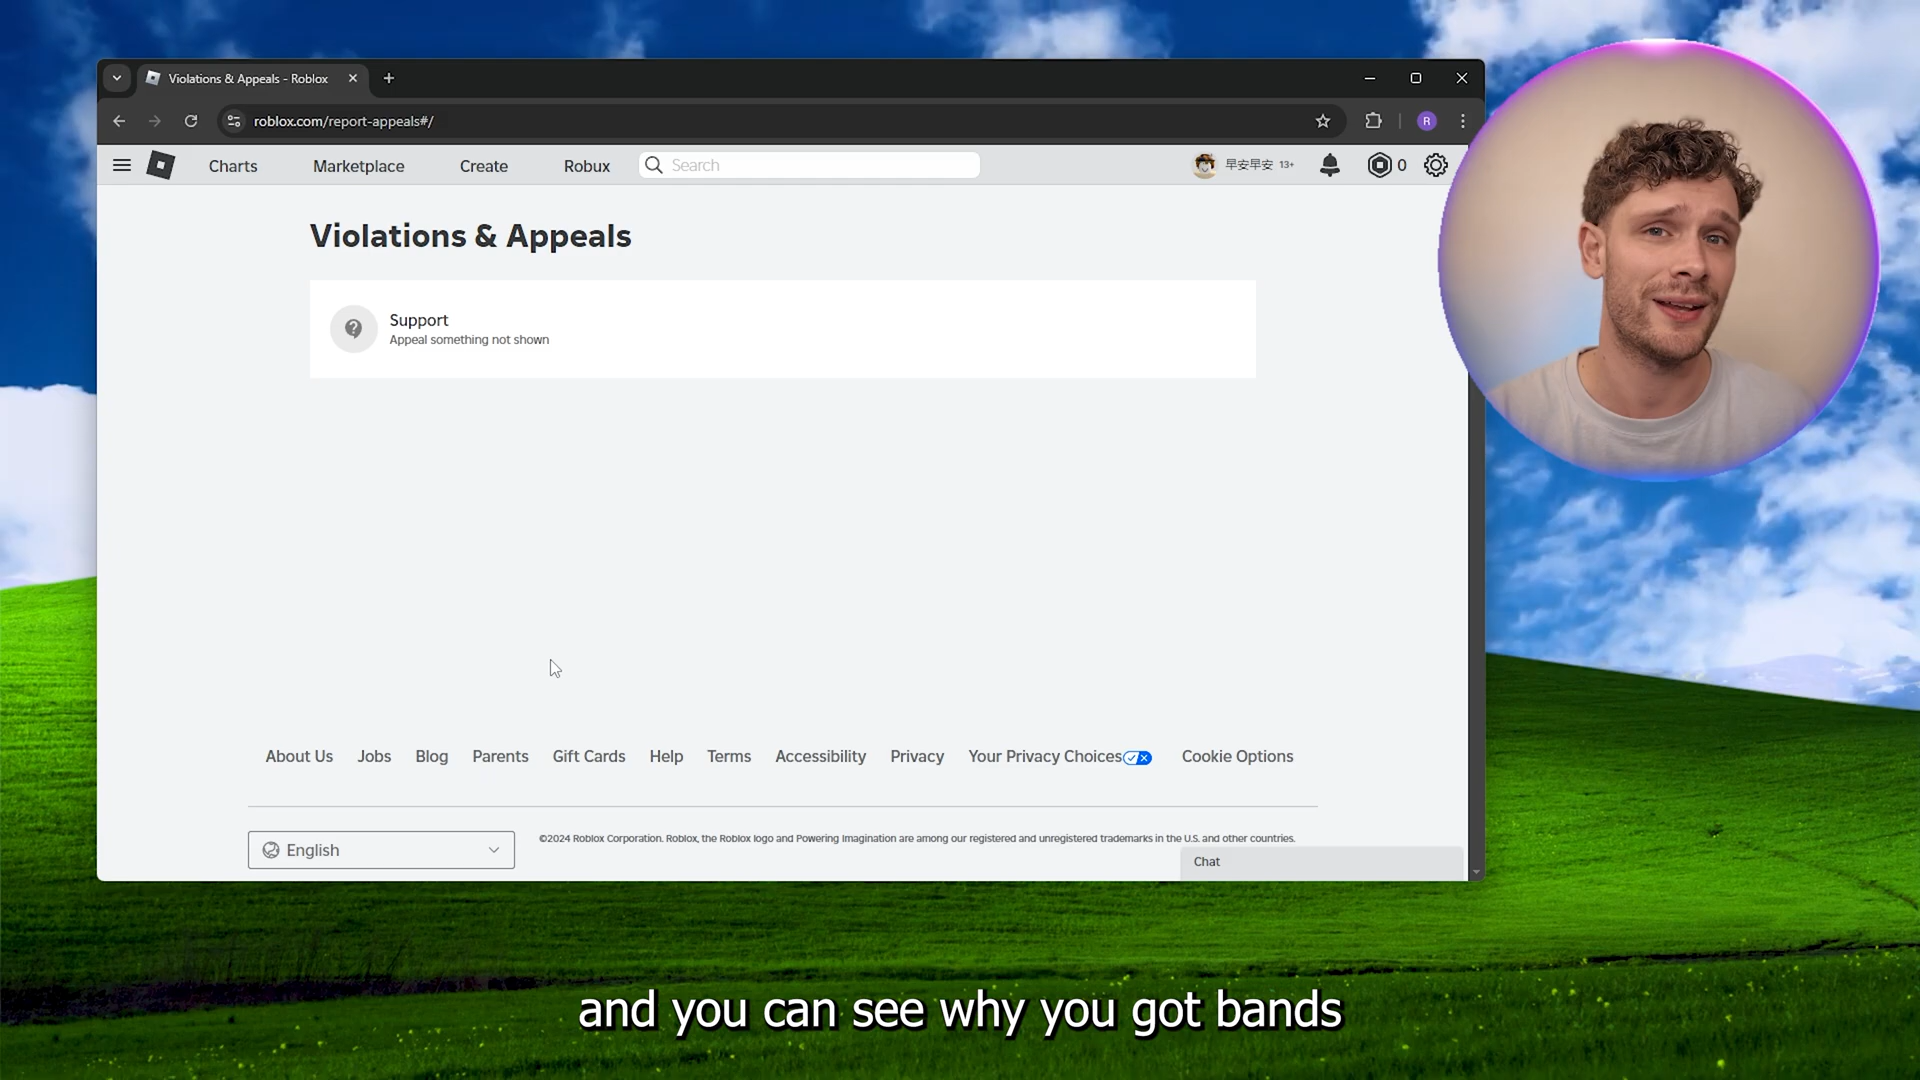 Violations & Appeals - Roblox
roblox.com/report-appeals#/
R
Charts
Marketplace
Create
Robux
Search
早安早安 13+
0
Violations & Appeals
Support
Appeal something not shown
About Us
Jobs
Blog
Parents
Gift Cards
Help
Terms
Accessibility
Privacy
Your Privacy Choices
Cookie Options
English
©2024 Roblox Corporation. Roblox, the Roblox logo and Powering Imagination are among our registered and unregistered trademarks in the U.S. and other countries.
Chat
and you can see why you got bands